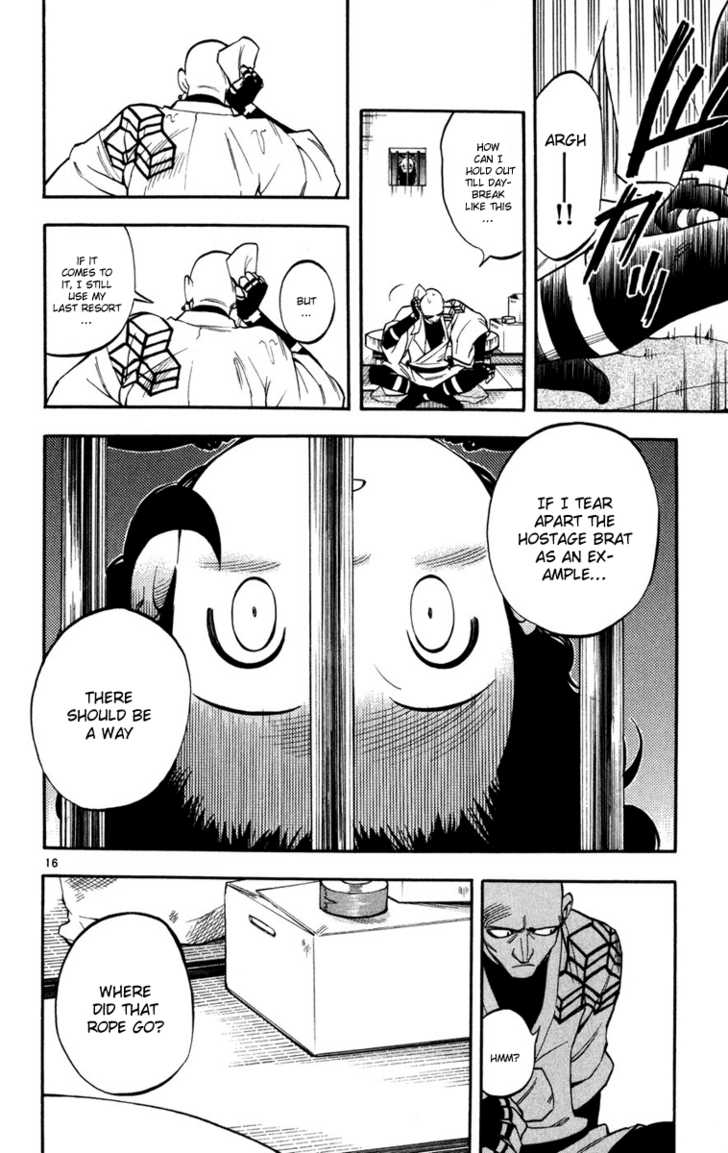 ARGH
!!
HOW
CAN I
HOLD OUT
TILL DAY-
BREAK
LIKE THIS
...
BUT
...
IF IT
COMES TO
IT, I STILL
USE MY
LAST RESORT
...
IF I TEAR
APART THE
HOSTAGE BRAT
AS AN EX-
AMPLE...
THERE
SHOULD BE
A WAY
16
HMM?
WHERE
DID THAT
ROPE GO?